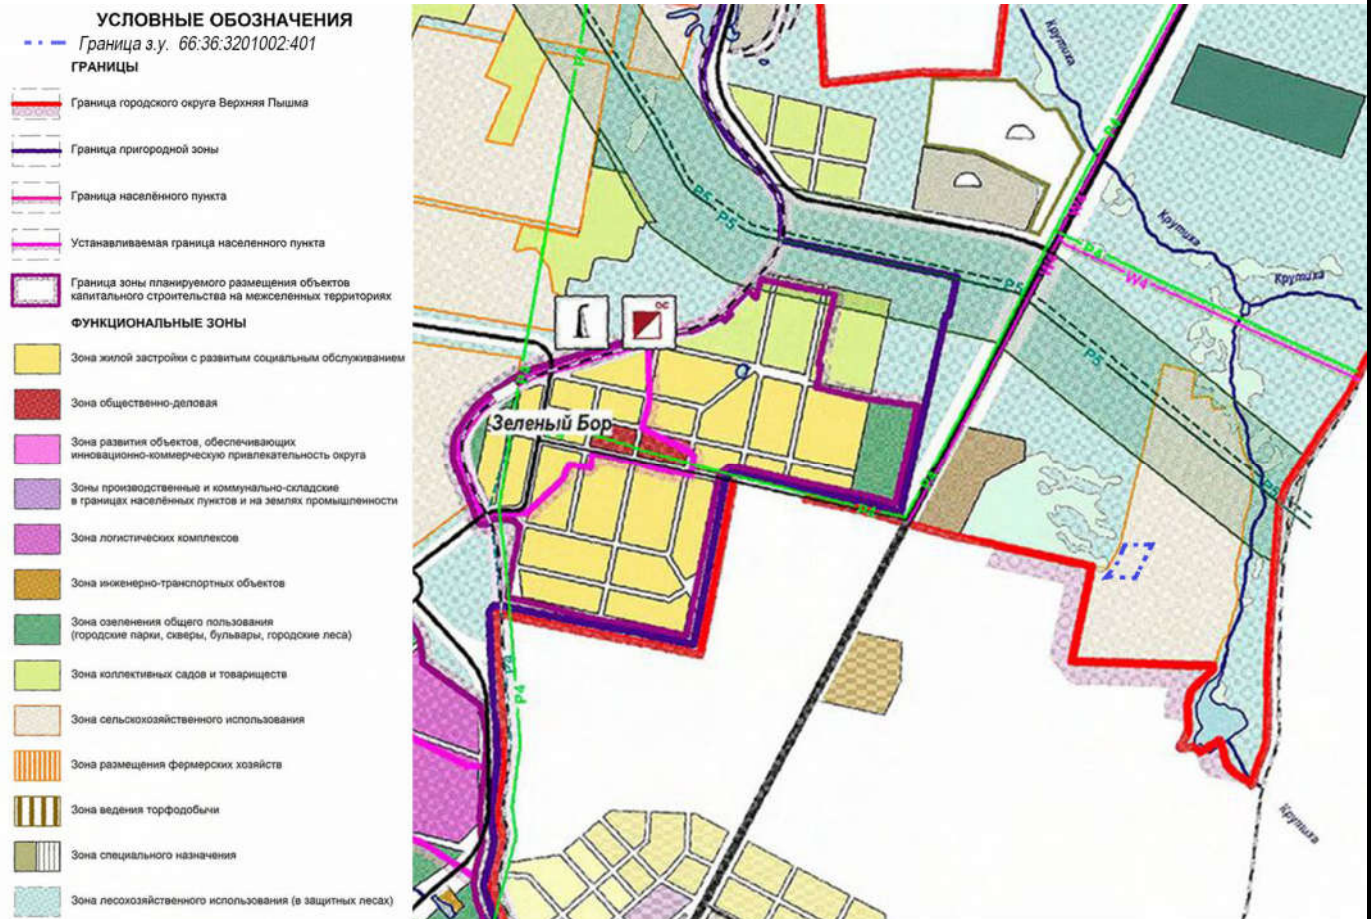 УСЛОВНЫЕ ОБОЗНАЧЕНИЯ
Граница з.у. 66:36:3201002:401
ГРАНИЦЫ
Граница городского округа Верхняя Пышма
Граница пригородной зоны
Граница населённого пункта
Устанавливаемая граница населенного пункта
Граница зоны планируемого размещения объектов
капитального строительства на межселенных территориях
ФУНКЦИОНАЛЬНЫЕ ЗОНЫ
Зона жилой застройки с развитым социальным обслуживанием
Зона общественно-деловая
Зона развития объектов, обеспечивающих
инновационно-коммерческую привлекательность округа
Зоны производственные и коммунально-складские
в границах населённых пунктов и на землях промышленности
Зона логистических комплексов
Зона инженерно-транспортных объектов
Зона озеленения общего пользования
(городские парки, скверы, бульвары, городские леса)
Зона коллективных садов и товариществ
Зона сельскохозяйственного использования
Зона размещения фермерских хозяйств
Зона ведения торфодобычи
Зона специального назначения
Зона лесохозяйственного использования (в защитных лесах)
Крутиха
P4
P4
Крутиха
P5
P5
W4
P4
W4
Крутиха
P5
ОС
P5
Зеленый Бор
P4
P4
Крутиха